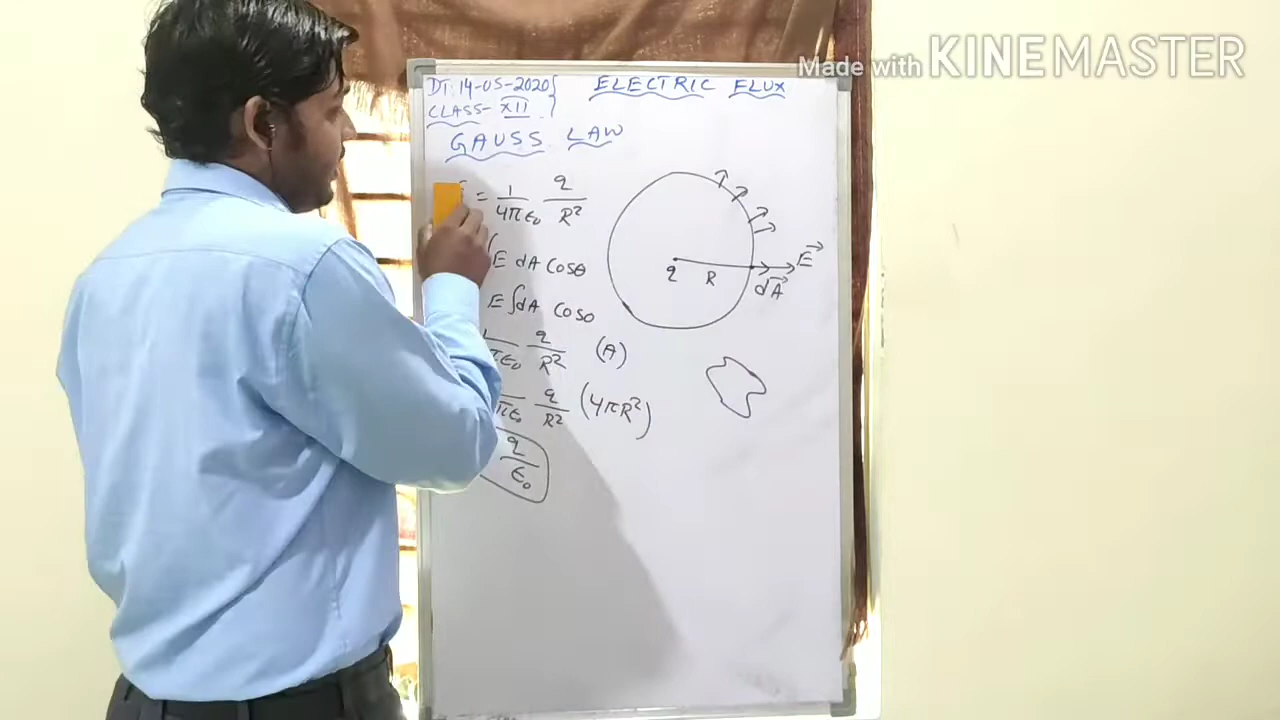 Made with KINEMASTER
DT: 14-05-2020
CLASS- XII
ELECTRIC FLUX
GAUSS LAW
= 1/4πε₀ q/R²
E dA Cosθ
E ∫dA Cosθ
q/R² (A)
q/R² (4πR²)
q/ε₀
q R dA⃗ E⃗